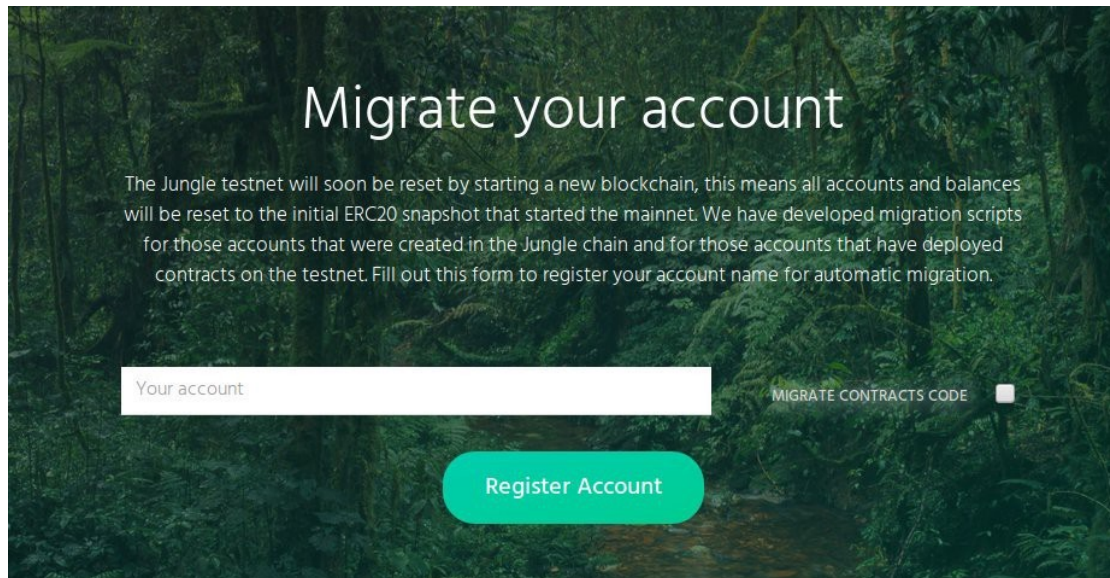 Migrate your account
The Jungle testnet will soon be reset by starting a new blockchain, this means all accounts and balances
will be reset to the initial ERC20 snapshot that started the mainnet. We have developed migration scripts
for those accounts that were created in the Jungle chain and for those accounts that have deployed
contracts on the testnet. Fill out this form to register your account name for automatic migration.
Your account
MIGRATE CONTRACTS CODE
Register Account